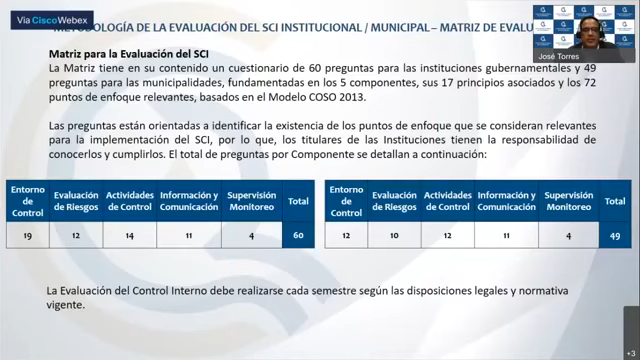 Vía CiscoWebex
METODOLOGÍA DE LA EVALUACIÓN DEL SCI INSTITUCIONAL / MUNICIPAL – MATRIZ DE EVALU
José Torres
Matriz para la Evaluación del SCI
La Matriz tiene en su contenido un cuestionario de 60 preguntas para las instituciones gubernamentales y 49
preguntas para las municipalidades, fundamentadas en los 5 componentes, sus 17 principios asociados y los 72
puntos de enfoque relevantes, basados en el Modelo COSO 2013.
Las preguntas están orientadas a identificar la existencia de los puntos de enfoque que se consideran relevantes
para la implementación del SCI, por lo que, los titulares de las Instituciones tienen la responsabilidad de
conocerlos y cumplirlos. El total de preguntas por Componente se detallan a continuación:
Entorno de Control Evaluación de Riesgos Actividades de Control Información y Comunicación Supervisión Monitoreo Total
19 12 14 11 4 60
Entorno de Control Evaluación de Riesgos Actividades de Control Información y Comunicación Supervisión Monitoreo Total
12 10 12 11 4 49
La Evaluación del Control Interno debe realizarse cada semestre según las disposiciones legales y normativa
vigente.
+3